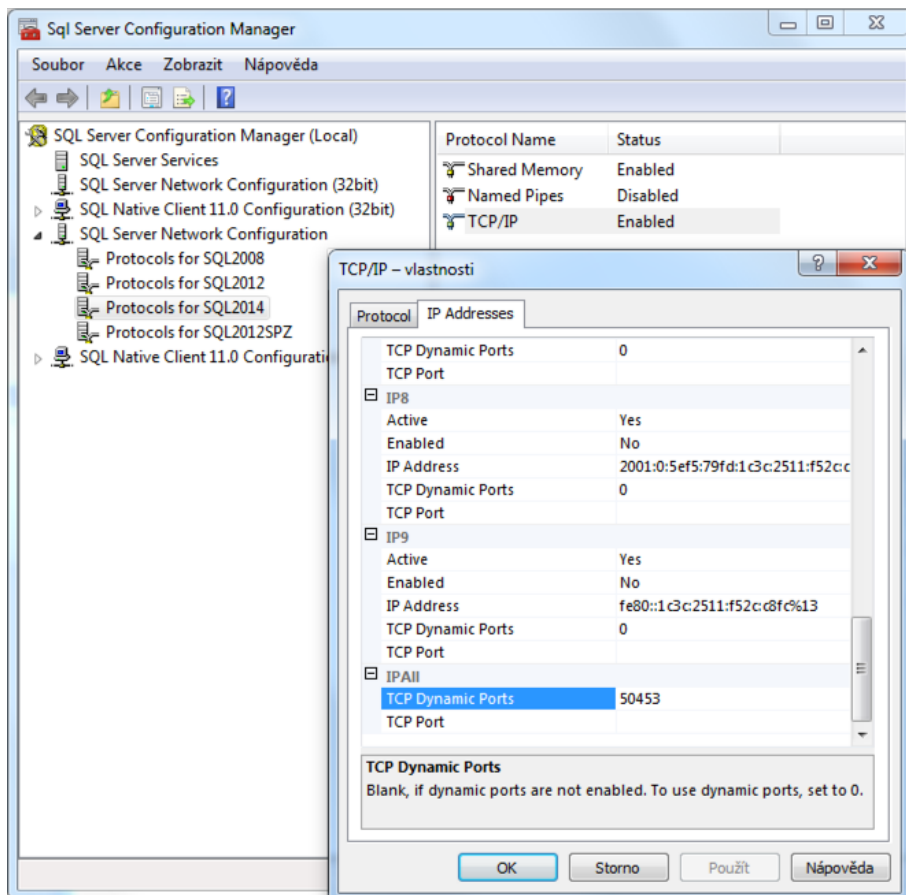 Sql Server Configuration Manager
Soubor Akce Zobrazit Nápověda
SQL Server Configuration Manager (Local)
SQL Server Services
SQL Server Network Configuration (32bit)
SQL Native Client 11.0 Configuration (32bit)
SQL Server Network Configuration
Protocols for SQL2008
Protocols for SQL2012
Protocols for SQL2014
Protocols for SQL2012SPZ
SQL Native Client 11.0 Configurati
Protocol Name Status
Shared Memory Enabled
Named Pipes Disabled
TCP/IP Enabled
TCP/IP – vlastnosti
Protocol IP Addresses
TCP Dynamic Ports 0
TCP Port
IP8
Active Yes
Enabled No
IP Address 2001:0:5ef5:79fd:1c3c:2511:f52c:c
TCP Dynamic Ports 0
TCP Port
IP9
Active Yes
Enabled No
IP Address fe80::1c3c:2511:f52c:c8fc%13
TCP Dynamic Ports 0
TCP Port
IPAll
TCP Dynamic Ports 50453
TCP Port
TCP Dynamic Ports
Blank, if dynamic ports are not enabled. To use dynamic ports, set to 0.
OK Storno Použít Nápověda